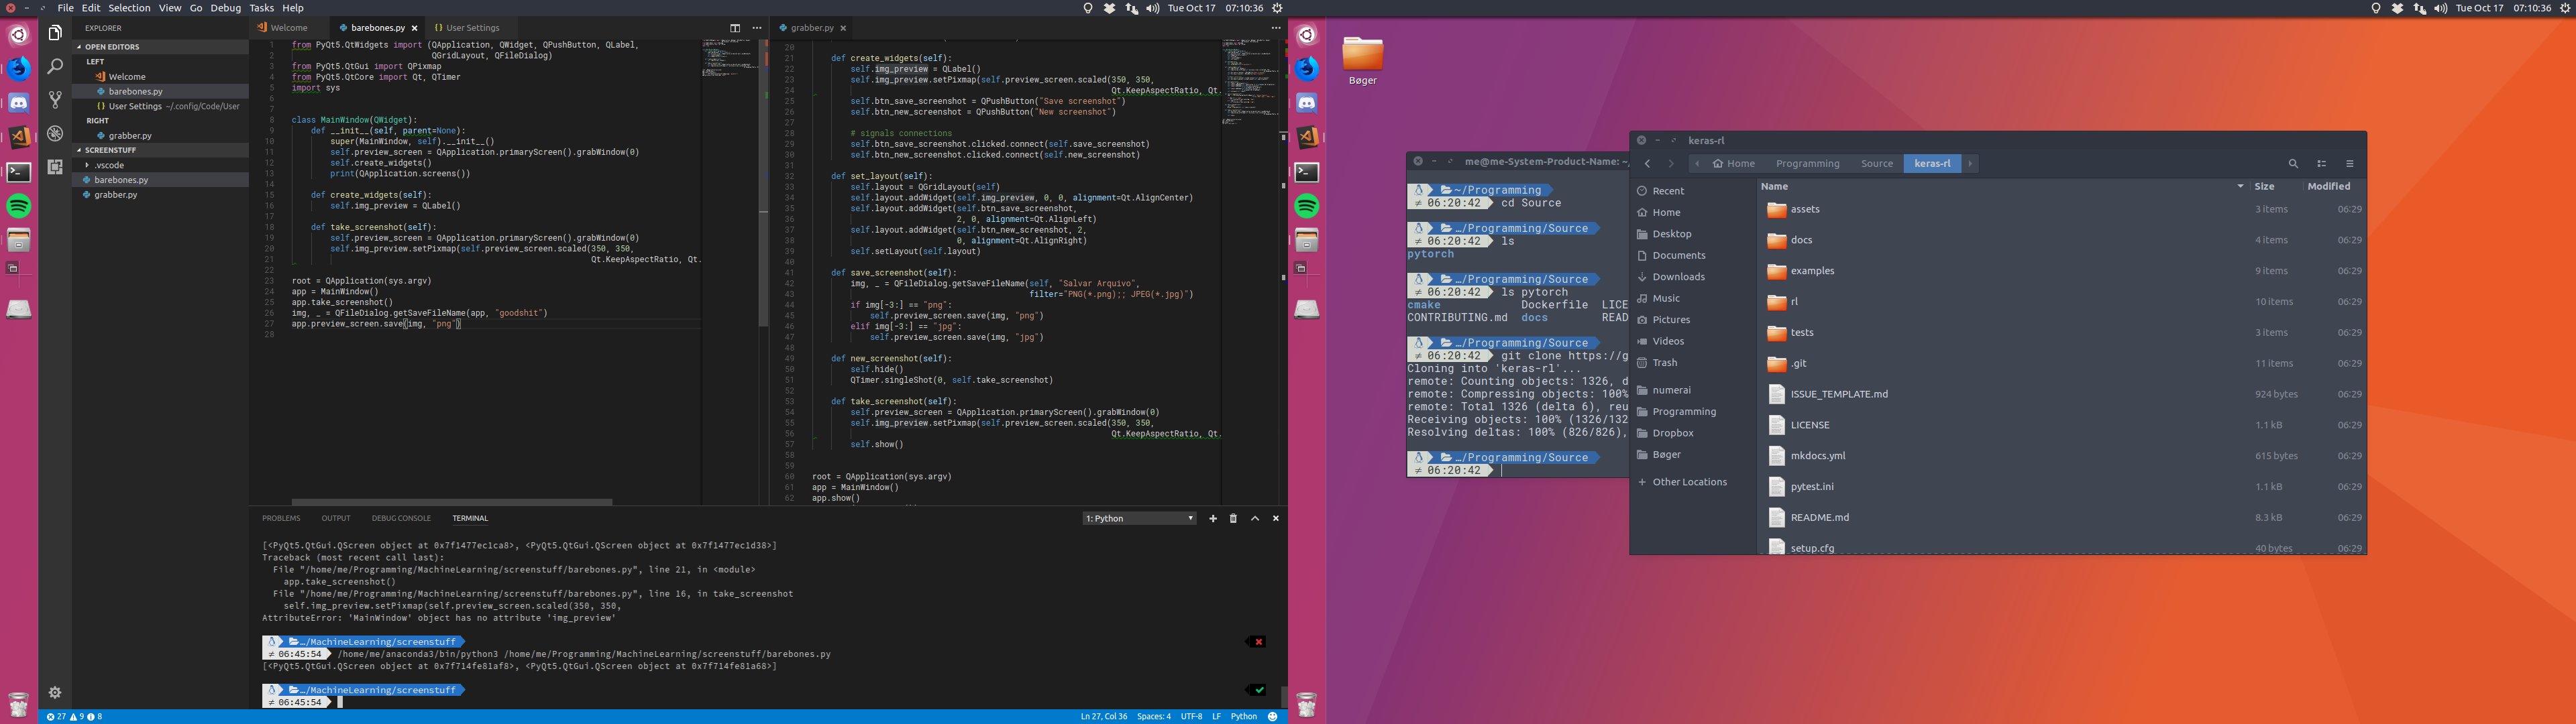 File Edit Selection View Go Debug Tasks Help
Tue Oct 17 07:10:36
Tue Oct 17 07:10:36
EXPLORER
OPEN EDITORS
LEFT
Welcome
barebones.py
User Settings ~/.config/Code/User
RIGHT
grabber.py
SCREENSTUFF
.vscode
barebones.py
grabber.py
Welcome barebones.py User Settings
1 from PyQt5.QtWidgets import (QApplication, QWidget, QPushButton, QLabel,
2 QGridLayout, QFileDialog)
3 from PyQt5.QtGui import QPixmap
4 from PyQt5.QtCore import Qt, QTimer
5 import sys
6
7
8 class MainWindow(QWidget):
9 def __init__(self, parent=None):
10 super(MainWindow, self).__init__()
11 self.preview_screen = QApplication.primaryScreen().grabWindow(0)
12 self.create_widgets()
13 print(QApplication.screens())
14
15 def create_widgets(self):
16 self.img_preview = QLabel()
17
18 def take_screenshot(self):
19 self.preview_screen = QApplication.primaryScreen().grabWindow(0)
20 self.img_preview.setPixmap(self.preview_screen.scaled(350, 350,
21 Qt.KeepAspectRatio, Qt.
22
23 root = QApplication(sys.argv)
24 app = MainWindow()
25 app.take_screenshot()
26 img, _ = QFileDialog.getSaveFileName(app, "goodshit")
27 app.preview_screen.save(img, "png")
28
grabber.py
20
21 def create_widgets(self):
22 self.img_preview = QLabel()
23 self.img_preview.setPixmap(self.preview_screen.scaled(350, 350,
24 Qt.KeepAspectRatio, Qt.
25 self.btn_save_screenshot = QPushButton("Save screenshot")
26 self.btn_new_screenshot = QPushButton("New screenshot")
27
28 # signals connections
29 self.btn_save_screenshot.clicked.connect(self.save_screenshot)
30 self.btn_new_screenshot.clicked.connect(self.new_screenshot)
31
32 def set_layout(self):
33 self.layout = QGridLayout(self)
34 self.layout.addWidget(self.img_preview, 0, 0, alignment=Qt.AlignCenter)
35 self.layout.addWidget(self.btn_save_screenshot,
36 2, 0, alignment=Qt.AlignLeft)
37 self.layout.addWidget(self.btn_new_screenshot, 2,
38 0, alignment=Qt.AlignRight)
39 self.setLayout(self.layout)
40
41 def save_screenshot(self):
42 img, _ = QFileDialog.getSaveFileName(self, "Salvar Arquivo",
43 filter="PNG(*.png);; JPEG(*.jpg)")
44 if img[-3:] == "png":
45 self.preview_screen.save(img, "png")
46 elif img[-3:] == "jpg":
47 self.preview_screen.save(img, "jpg")
48
49 def new_screenshot(self):
50 self.hide()
51 QTimer.singleShot(0, self.take_screenshot)
52
53 def take_screenshot(self):
54 self.preview_screen = QApplication.primaryScreen().grabWindow(0)
55 self.img_preview.setPixmap(self.preview_screen.scaled(350, 350,
56 Qt.KeepAspectRatio, Qt.
57 self.show()
58
59
60 root = QApplication(sys.argv)
61 app = MainWindow()
62 app.show()
PROBLEMS OUTPUT DEBUG CONSOLE TERMINAL
1: Python
[<PyQt5.QtGui.QScreen object at 0x7f1477ec1ca8>, <PyQt5.QtGui.QScreen object at 0x7f1477ec1d38>]
Traceback (most recent call last):
File "/home/me/Programming/MachineLearning/screenstuff/barebones.py", line 21, in <module>
app.take_screenshot()
File "/home/me/Programming/MachineLearning/screenstuff/barebones.py", line 16, in take_screenshot
self.img_preview.setPixmap(self.preview_screen.scaled(350, 350,
AttributeError: 'MainWindow' object has no attribute 'img_preview'
…/MachineLearning/screenstuff
≠ 06:45:54 /home/me/anaconda3/bin/python3 /home/me/Programming/MachineLearning/screenstuff/barebones.py
[<PyQt5.QtGui.QScreen object at 0x7f714fe81af8>, <PyQt5.QtGui.QScreen object at 0x7f714fe81a68>]
…/MachineLearning/screenstuff
≠ 06:45:54
27 9 8
Ln 27, Col 36 Spaces: 4 UTF-8 LF Python
Bøger
me@me-System-Product-Name: ~/
~/Programming
≠ 06:20:42 cd Source
…/Programming/Source
≠ 06:20:42 ls
pytorch
…/Programming/Source
≠ 06:20:42 ls pytorch
cmake Dockerfile LICE
CONTRIBUTING.md docs READ
…/Programming/Source
≠ 06:20:42 git clone https://g
Cloning into 'keras-rl'...
remote: Counting objects: 1326, d
remote: Compressing objects: 100%
remote: Total 1326 (delta 6), reu
Receiving objects: 100% (1326/132
Resolving deltas: 100% (826/826),
…/Programming/Source
≠ 06:20:42
keras-rl
Home Programming Source keras-rl
Recent
Home
Desktop
Documents
Downloads
Music
Pictures
Videos
Trash
numerai
Programming
Dropbox
Bøger
Other Locations
Name Size Modified
assets 3 items 06:29
docs 4 items 06:29
examples 9 items 06:29
rl 10 items 06:29
tests 3 items 06:29
.git 11 items 06:29
ISSUE_TEMPLATE.md 924 bytes 06:29
LICENSE 1.1 kB 06:29
mkdocs.yml 615 bytes 06:29
pytest.ini 1.1 kB 06:29
README.md 8.3 kB 06:29
setup.cfg 40 bytes 06:29